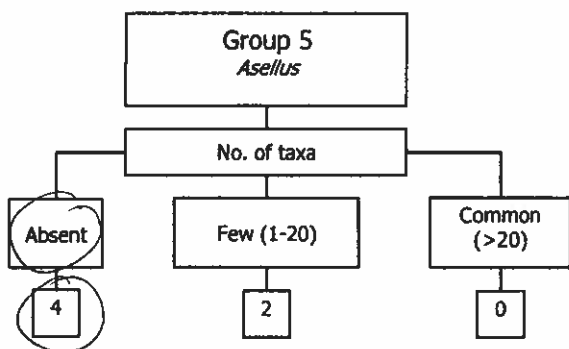 Group 5
Asellus
No. of taxa
Absent
Few (1-20)
Common
(>20)
4
2
0